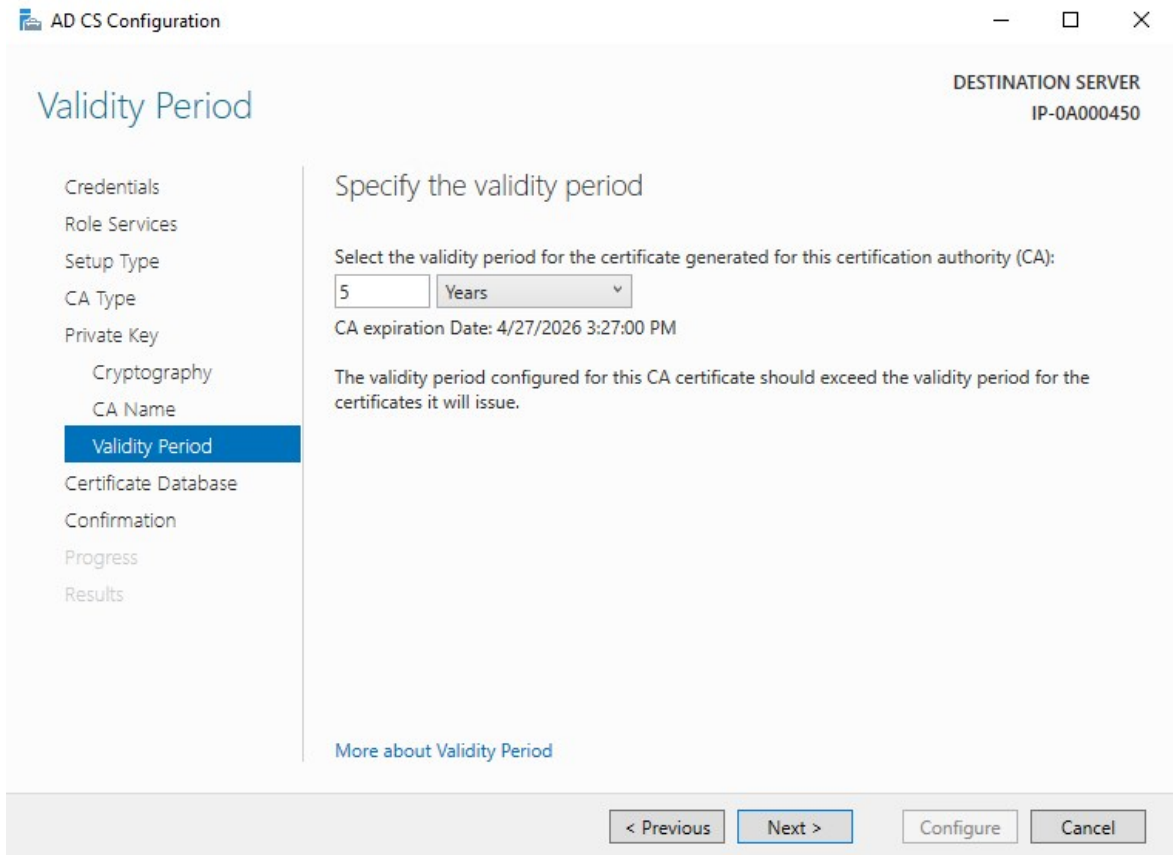 AD CS Configuration
Validity Period
DESTINATION SERVER
IP-0A000450
Credentials
Role Services
Setup Type
CA Type
Private Key
Cryptography
CA Name
Validity Period
Certificate Database
Confirmation
Progress
Results
Specify the validity period
Select the validity period for the certificate generated for this certification authority (CA):
5 Years
CA expiration Date: 4/27/2026 3:27:00 PM
The validity period configured for this CA certificate should exceed the validity period for the
certificates it will issue.
More about Validity Period
< Previous Next > Configure Cancel